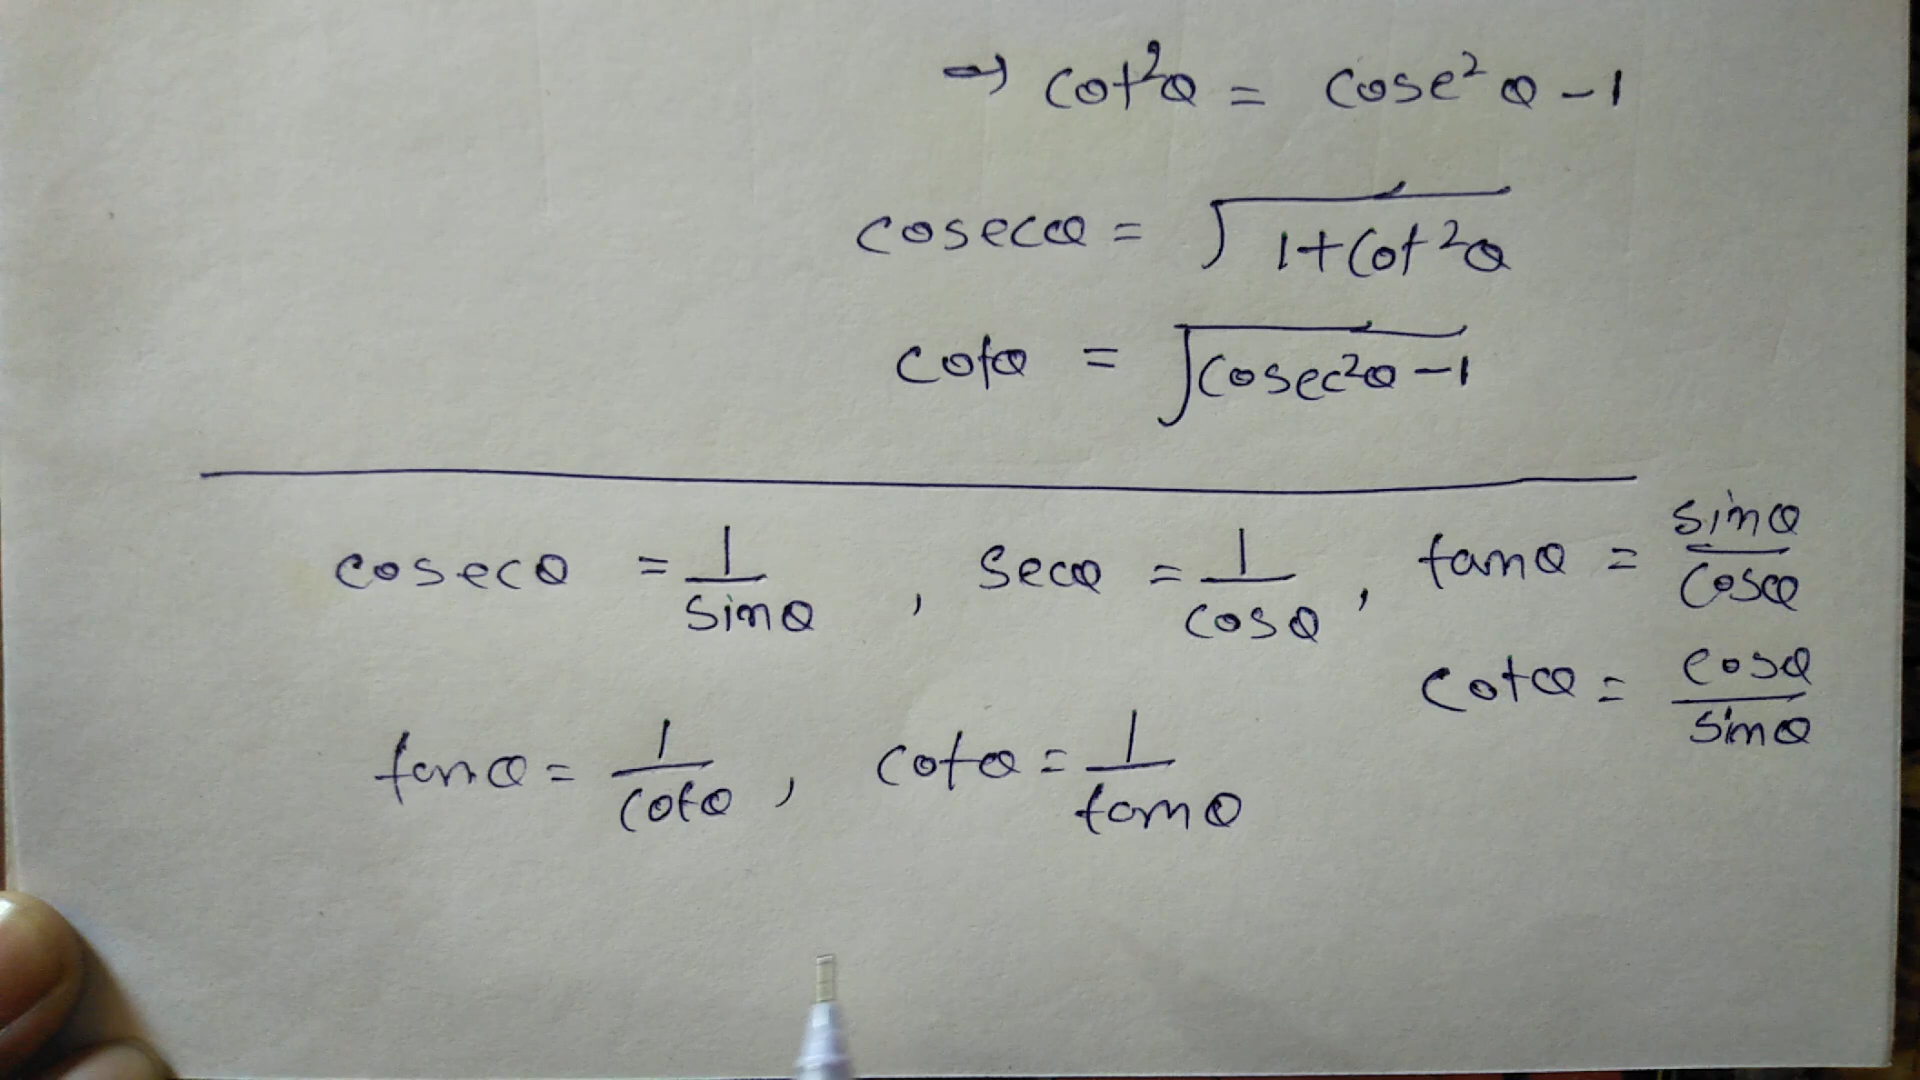 ⇒ cot²θ = cose²θ - 1
cosecθ = √(1+cot²θ)
cotθ = √(cosec²θ - 1)
cosecθ = 1/sinθ , secθ = 1/cosθ , tanθ = sinθ/cosθ
cotθ = cosθ/sinθ
tanθ = 1/cotθ , cotθ = 1/tanθ